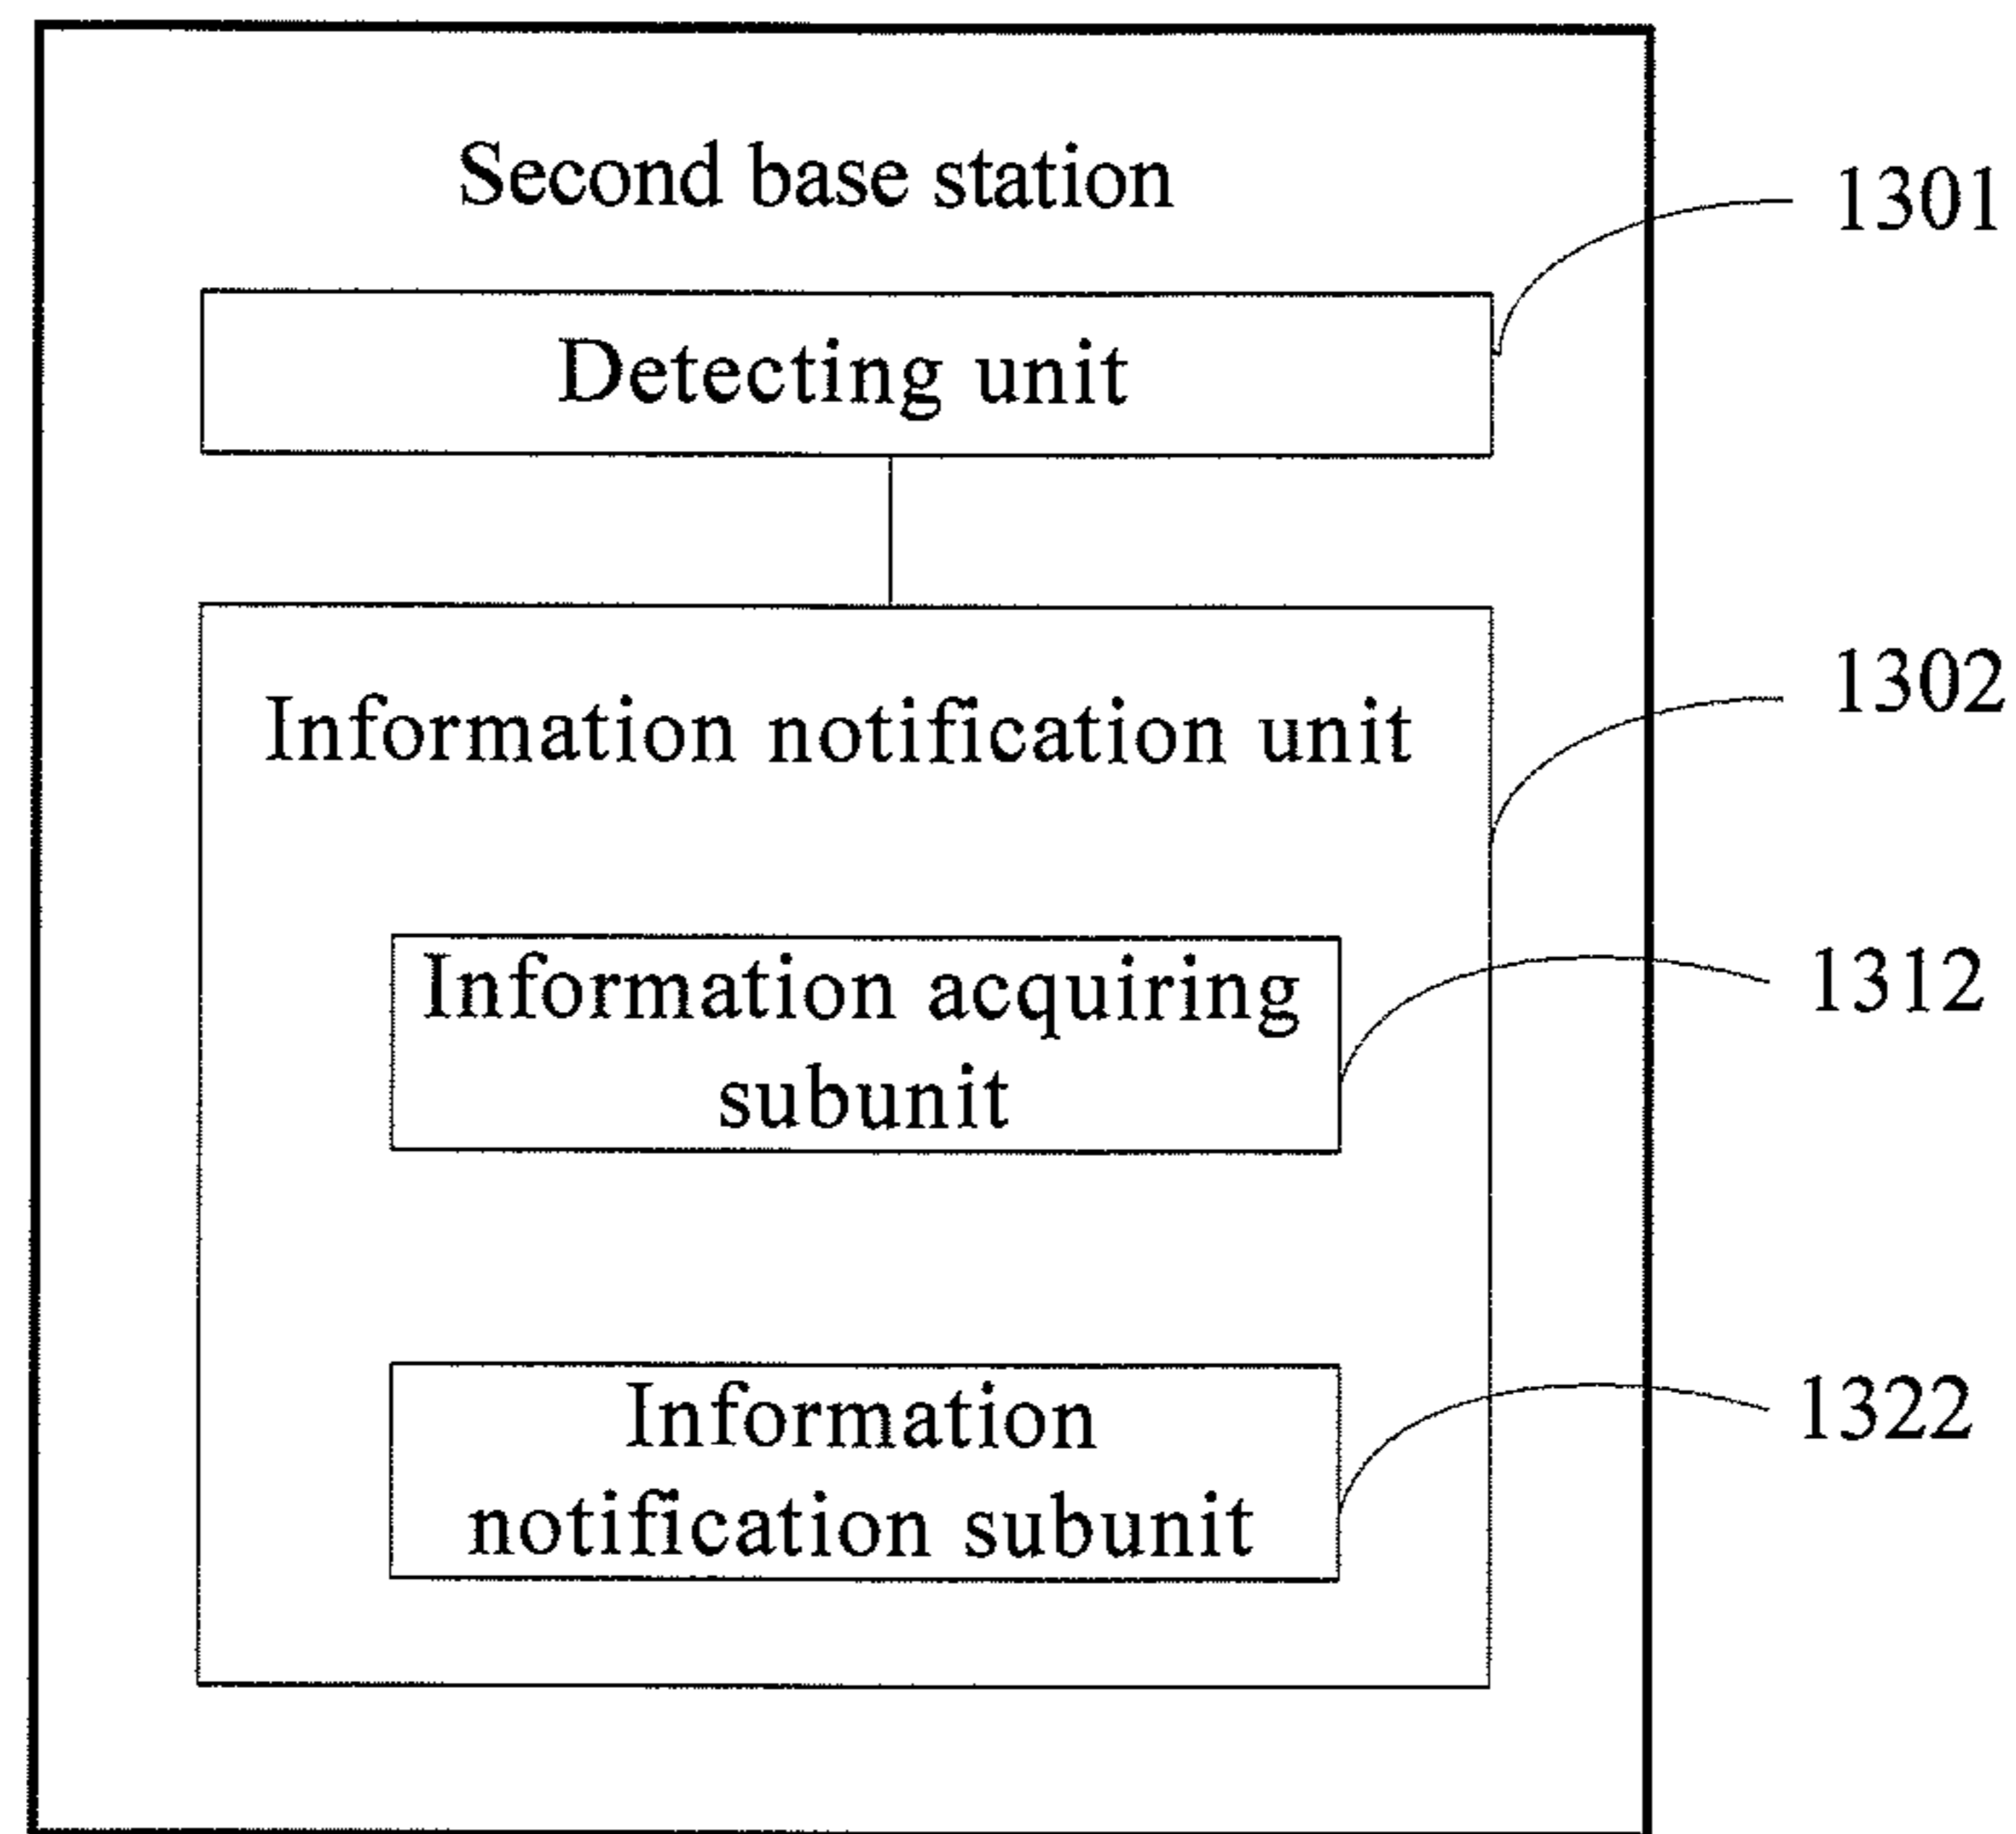 Second base station
1301
Detecting unit
1302
Information notification unit
Information acquiring
subunit
1312
Information
notification subunit
1322